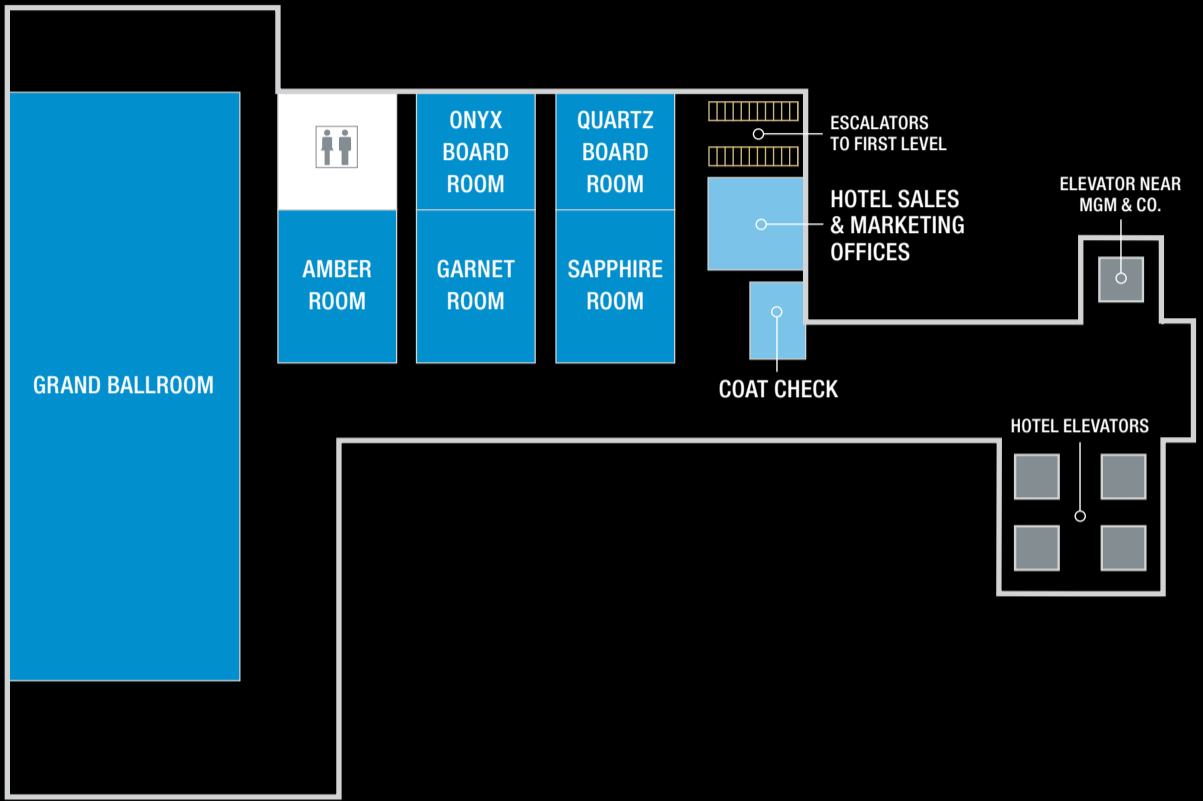 ONYX
BOARD
ROOM
QUARTZ
BOARD
ROOM
ESCALATORS
TO FIRST LEVEL
ELEVATOR NEAR
MGM & CO.
HOTEL SALES
& MARKETING
OFFICES
AMBER
ROOM
GARNET
ROOM
SAPPHIRE
ROOM
GRAND BALLROOM
COAT CHECK
HOTEL ELEVATORS